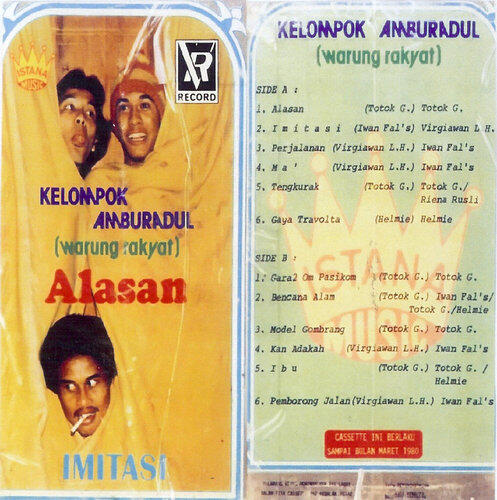 ISTANA
MUSIC
VR
RECORD
KELOMPOK
AMBURADUL
(warung rakyat)
Alasan
IMITASI
KELOMPOK AMBURADUL
(warung rakyat)
SIDE A :
1. Alasan (Totok G.) Totok G.
2. I m i t a s i (Iwan Fal's) Virgiawan L.H.
3. Perjalanan (Virgiawan L.H.) Iwan Fal's
4. M a ' (Virgiawan L.H.) Iwan Fal's
5. Tengkurak (Totok G.) Totok G./
Riena Rusli
6. Gaya Travolta (Helmie) Helmie
SIDE B :
1. Gara2 Om Pasikom (Totok G.) Totok G.
2. Bencana Alam (Totok G.) Iwan Fal's/
Totok G./Helmie
3. Model Gombrang (Totok G.) Totok G.
4. Kan Adakah (Virgiawan L.H.) Iwan Fal's
5. I b u (Totok G.) Totok G. /
Helmie
6. Pemborong Jalan (Virgiawan L.H.) Iwan Fal's
ISTANA
MUSIC
CASSETTE INI BERLAKU
SAMPAI BULAN MARET 1980